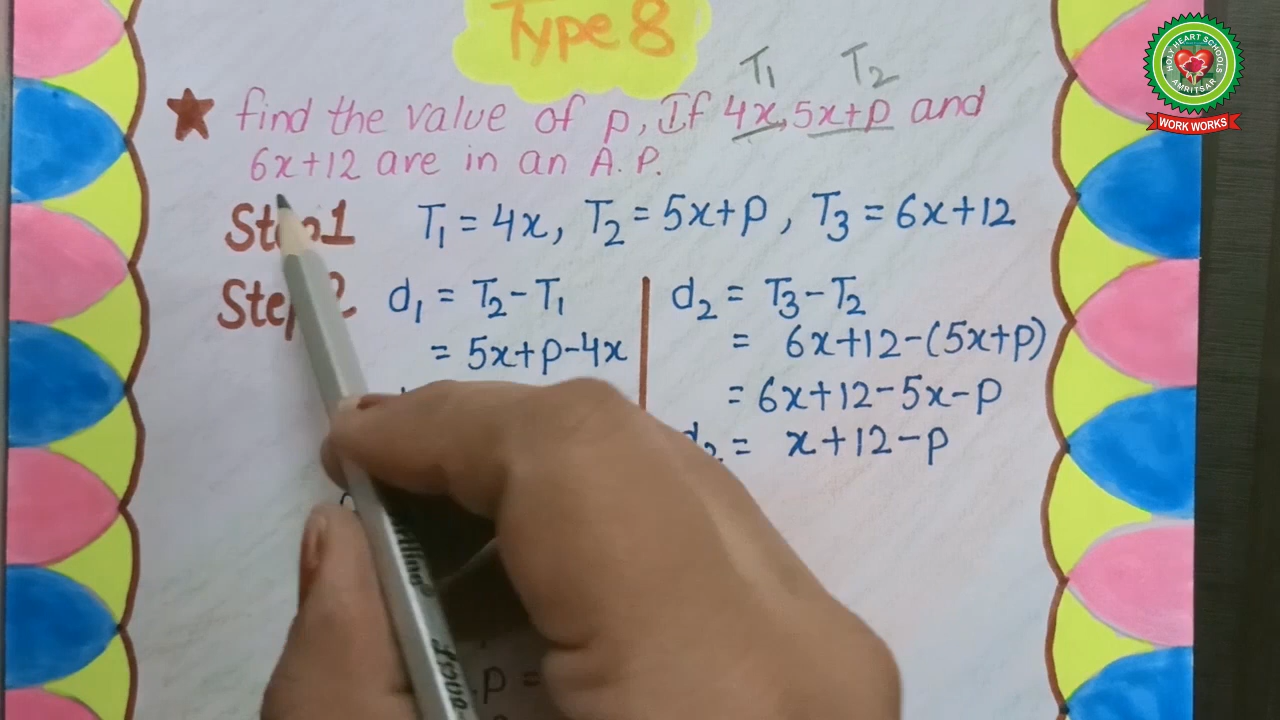 Type 8
T1 T2
find the value of p, If 4x, 5x+p and
6x+12 are in an A.P.
Step1 T1 = 4x, T2 = 5x+p, T3 = 6x+12
d1 = T2-T1
= 5x+p-4x
d2 = T3-T2
= 6x+12-(5x+p)
= 6x+12-5x-p
d2 = x+12-p
p =
HOLY HEART SCHOOLS
AMRITSAR
WORK WORKS